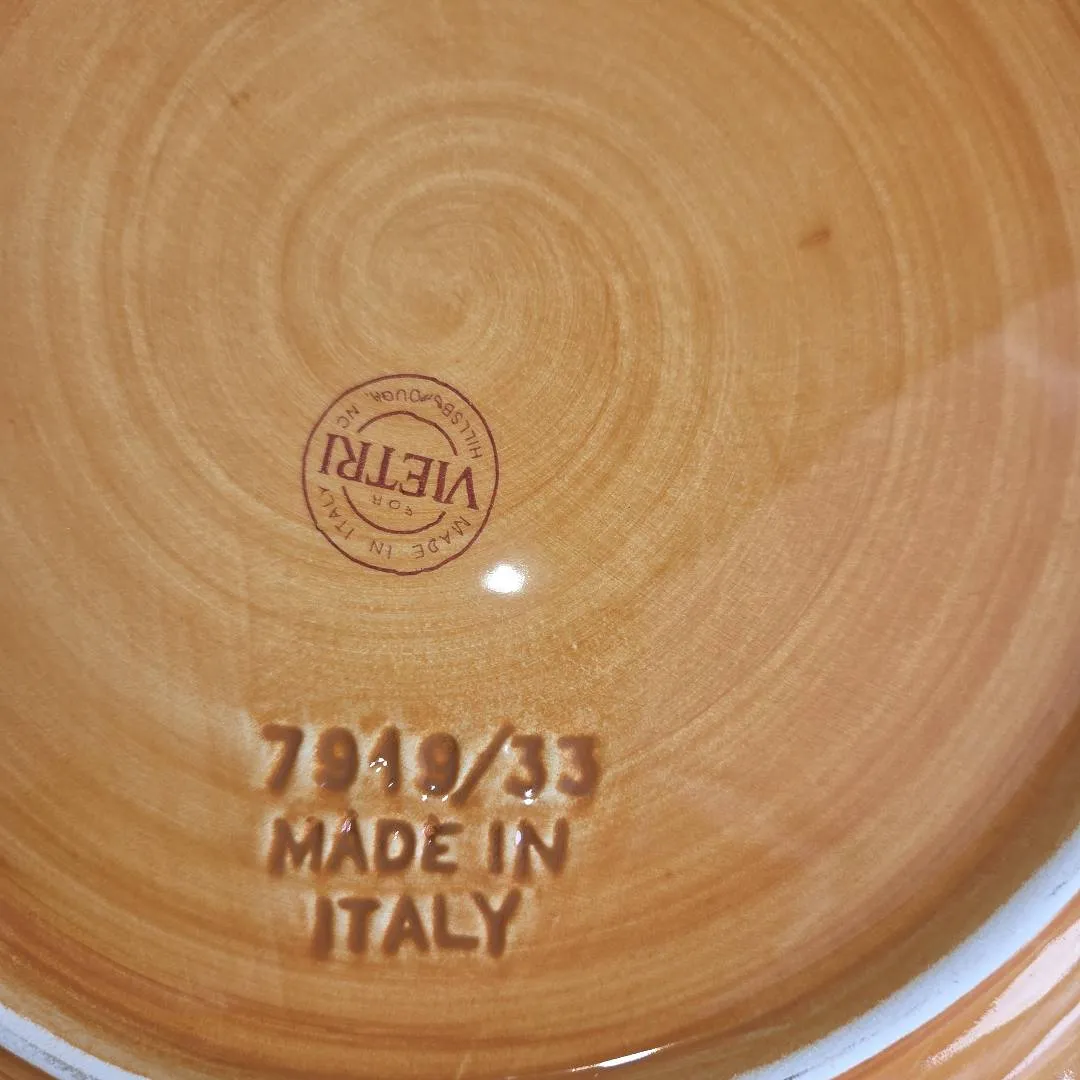 MADE IN ITALY
FOR
VIETRI
HILLSBOROUGH, NC
7919/33
MADE IN
ITALY